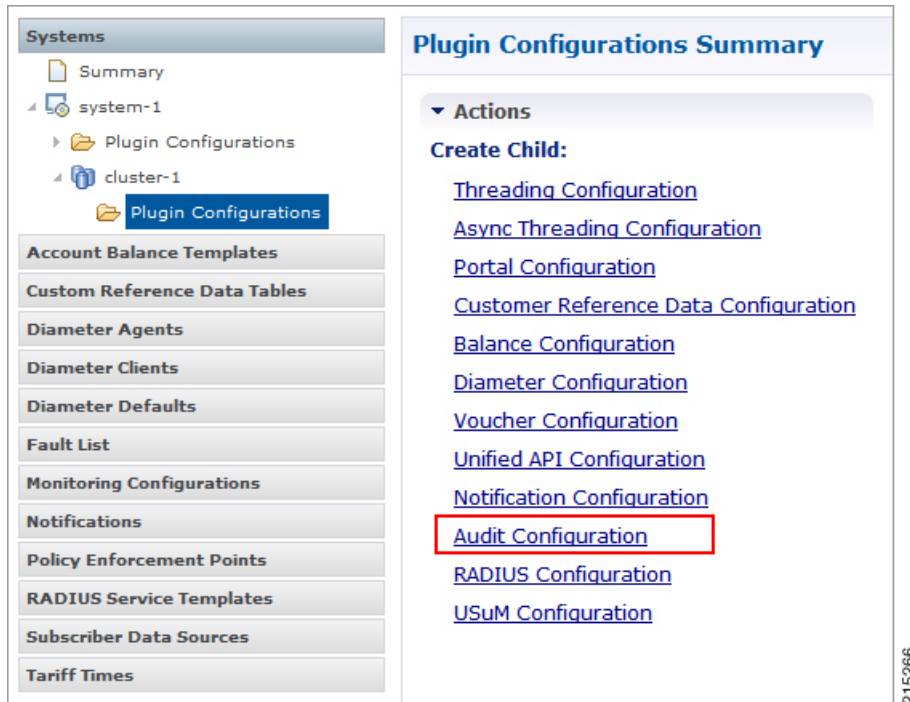 Systems
Summary
system-1
Plugin Configurations
cluster-1
Plugin Configurations
Account Balance Templates
Custom Reference Data Tables
Diameter Agents
Diameter Clients
Diameter Defaults
Fault List
Monitoring Configurations
Notifications
Policy Enforcement Points
RADIUS Service Templates
Subscriber Data Sources
Tariff Times
Plugin Configurations Summary
Actions
Create Child:
Threading Configuration
Async Threading Configuration
Portal Configuration
Customer Reference Data Configuration
Balance Configuration
Diameter Configuration
Voucher Configuration
Unified API Configuration
Notification Configuration
Audit Configuration
RADIUS Configuration
USuM Configuration